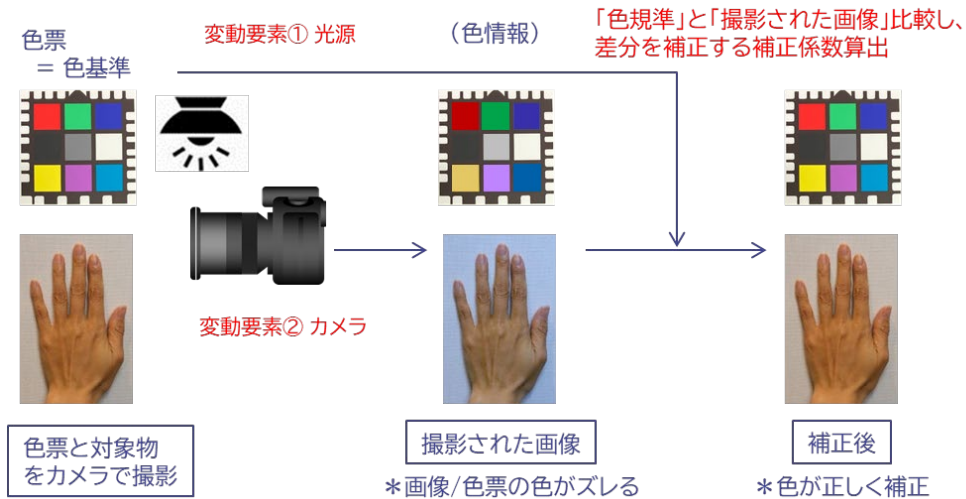 色票
＝ 色基準
変動要素① 光源
（色情報）
「色規準」と「撮影された画像」比較し、
差分を補正する補正係数算出
変動要素② カメラ
色票と対象物
をカメラで撮影
撮影された画像
＊画像/色票の色がズレる
補正後
＊色が正しく補正